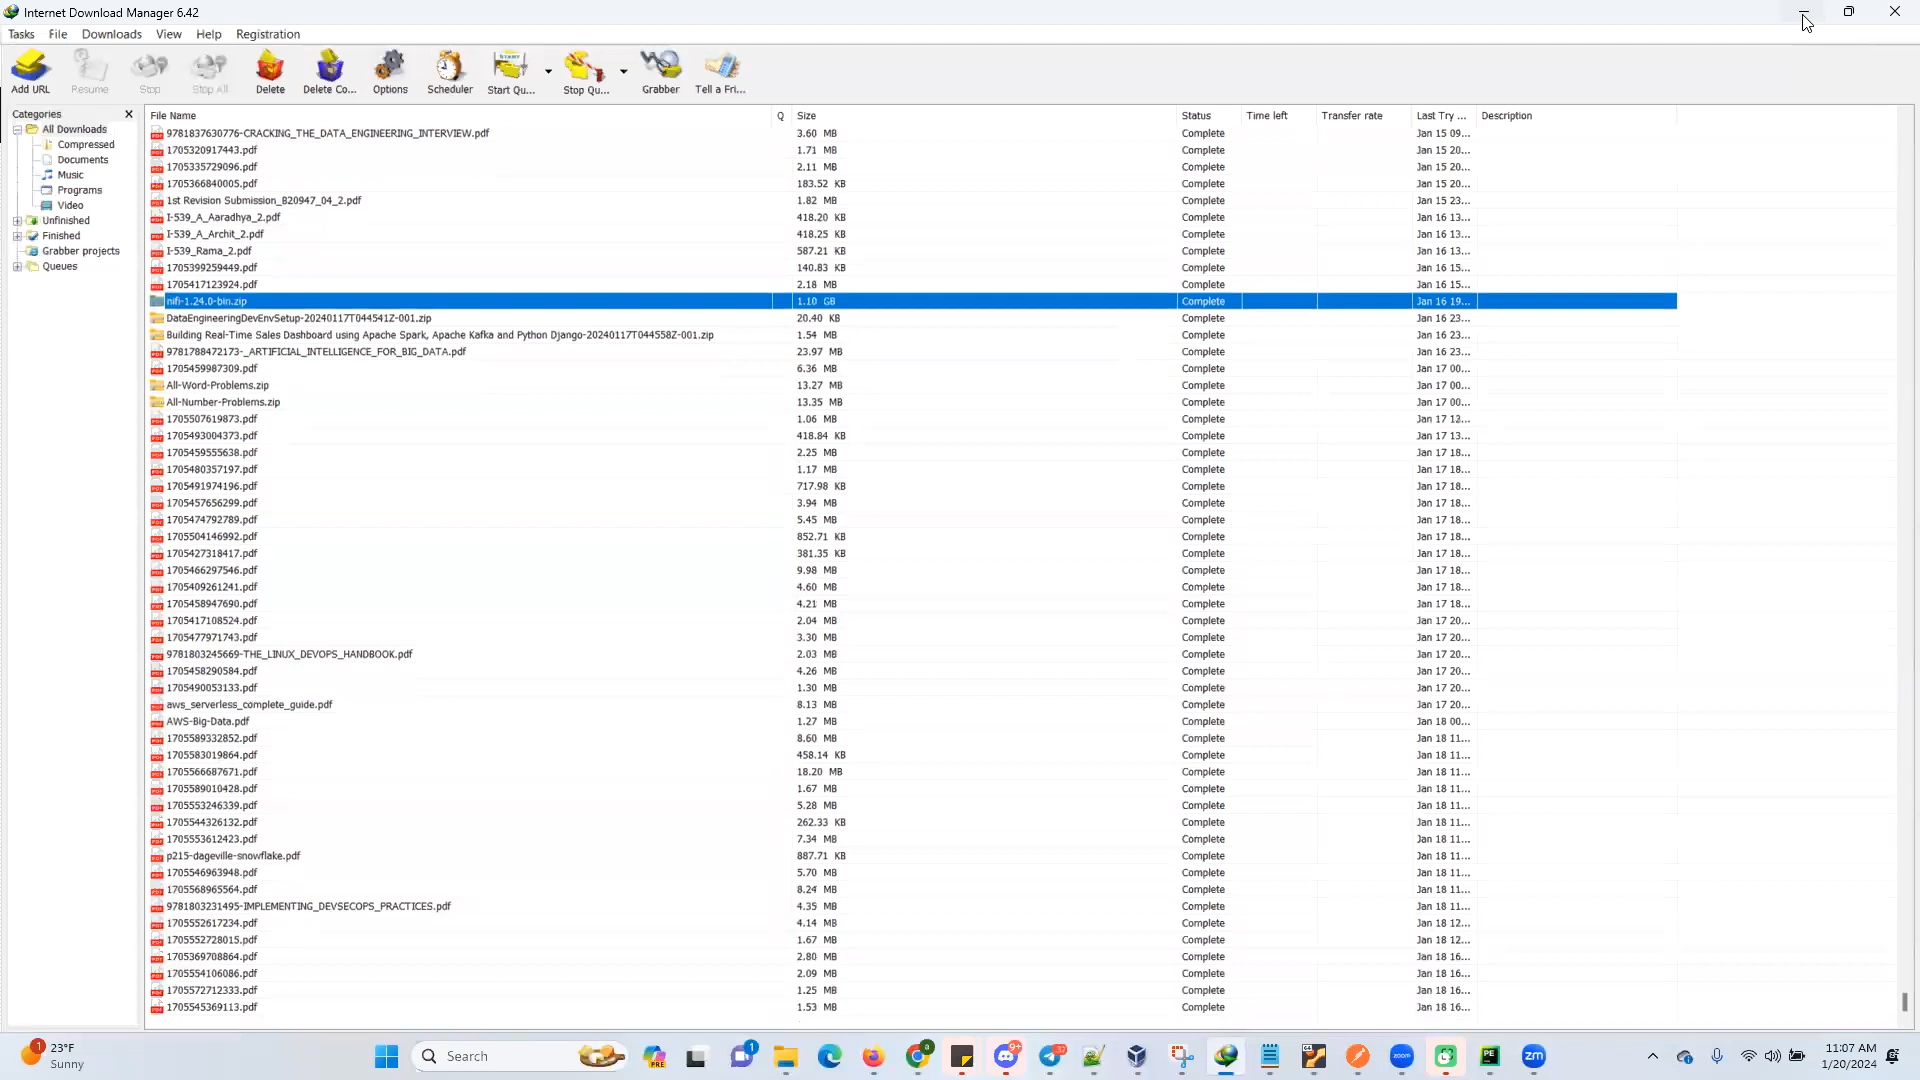 Internet Download Manager 6.42
Tasks File Downloads View Help Registration
Add URL Resume Stop Stop All Delete Delete Co... Options Scheduler Start Qu... Stop Qu... Grabber Tell a Fri...
Categories
All Downloads
Compressed
Documents
Music
Programs
Video
Unfinished
Finished
Grabber projects
Queues
File Name Q Size Status Time left Transfer rate Last Try ... Description
9781837630776-CRACKING_THE_DATA_ENGINEERING_INTERVIEW.pdf 3.60 MB Complete Jan 15 09...
1705320917443.pdf 1.71 MB Complete Jan 15 20...
1705335729096.pdf 2.11 MB Complete Jan 15 20...
1705366840005.pdf 183.52 KB Complete Jan 15 20...
1st Revision Submission_820947_04_2.pdf 1.82 MB Complete Jan 15 23...
I-539_A_Aaradhya_2.pdf 418.20 KB Complete Jan 16 13...
I-539_A_Archit_2.pdf 418.25 KB Complete Jan 16 13...
I-539_Rama_2.pdf 587.21 KB Complete Jan 16 13...
1705399259449.pdf 140.83 KB Complete Jan 16 15...
1705417123924.pdf 2.18 MB Complete Jan 16 15...
nifi-1.24.0-bin.zip 1.10 GB Complete Jan 16 19...
DataEngineeringDevEnvSetup-20240117T044541Z-001.zip 20.40 KB Complete Jan 16 23...
Building Real-Time Sales Dashboard using Apache Spark, Apache Kafka and Python Django-20240117T044558Z-001.zip 1.54 MB Complete Jan 16 23...
9781788472173-_ARTIFICIAL_INTELLIGENCE_FOR_BIG_DATA.pdf 23.97 MB Complete Jan 16 23...
1705459987309.pdf 6.36 MB Complete Jan 17 00...
All-Word-Problems.zip 13.27 MB Complete Jan 17 00...
All-Number-Problems.zip 13.35 MB Complete Jan 17 00...
1705507619873.pdf 1.06 MB Complete Jan 17 12...
1705493004373.pdf 418.84 KB Complete Jan 17 13...
1705459555638.pdf 2.25 MB Complete Jan 17 18...
1705480357197.pdf 1.17 MB Complete Jan 17 18...
1705491974196.pdf 717.98 KB Complete Jan 17 18...
1705457656299.pdf 3.94 MB Complete Jan 17 18...
1705474792789.pdf 5.45 MB Complete Jan 17 18...
1705504146992.pdf 852.71 KB Complete Jan 17 18...
1705427318417.pdf 381.35 KB Complete Jan 17 18...
1705466297546.pdf 9.98 MB Complete Jan 17 18...
1705409261241.pdf 4.60 MB Complete Jan 17 18...
1705458947690.pdf 4.21 MB Complete Jan 17 18...
1705417108524.pdf 2.04 MB Complete Jan 17 20...
1705477971743.pdf 3.30 MB Complete Jan 17 20...
9781803245669-THE_LINUX_DEVOPS_HANDBOOK.pdf 2.03 MB Complete Jan 17 20...
1705458290584.pdf 4.26 MB Complete Jan 17 20...
1705490053133.pdf 1.30 MB Complete Jan 17 20...
aws_serverless_complete_guide.pdf 8.13 MB Complete Jan 17 20...
AWS-Big-Data.pdf 1.27 MB Complete Jan 18 00...
1705589332852.pdf 8.60 MB Complete Jan 18 11...
1705583019864.pdf 458.14 KB Complete Jan 18 11...
1705566687671.pdf 18.20 MB Complete Jan 18 11...
1705589010428.pdf 1.67 MB Complete Jan 18 11...
1705553246339.pdf 5.28 MB Complete Jan 18 11...
1705544326132.pdf 262.33 KB Complete Jan 18 11...
1705553612423.pdf 7.34 MB Complete Jan 18 11...
p215-dageville-snowflake.pdf 887.71 KB Complete Jan 18 11...
1705546963948.pdf 5.70 MB Complete Jan 18 11...
1705568965564.pdf 8.24 MB Complete Jan 18 11...
9781803231495-IMPLEMENTING_DEVSECOPS_PRACTICES.pdf 4.35 MB Complete Jan 18 11...
1705552617234.pdf 4.14 MB Complete Jan 18 12...
1705552728015.pdf 1.67 MB Complete Jan 18 12...
1705369708864.pdf 2.80 MB Complete Jan 18 16...
1705554106086.pdf 2.09 MB Complete Jan 18 16...
1705572712333.pdf 1.25 MB Complete Jan 18 16...
1705545369113.pdf 1.53 MB Complete Jan 18 16...
1 23°F
Sunny
Search
PRE 1 a 9+ 64 zoom PE zm
11:07 AM
1/20/2024